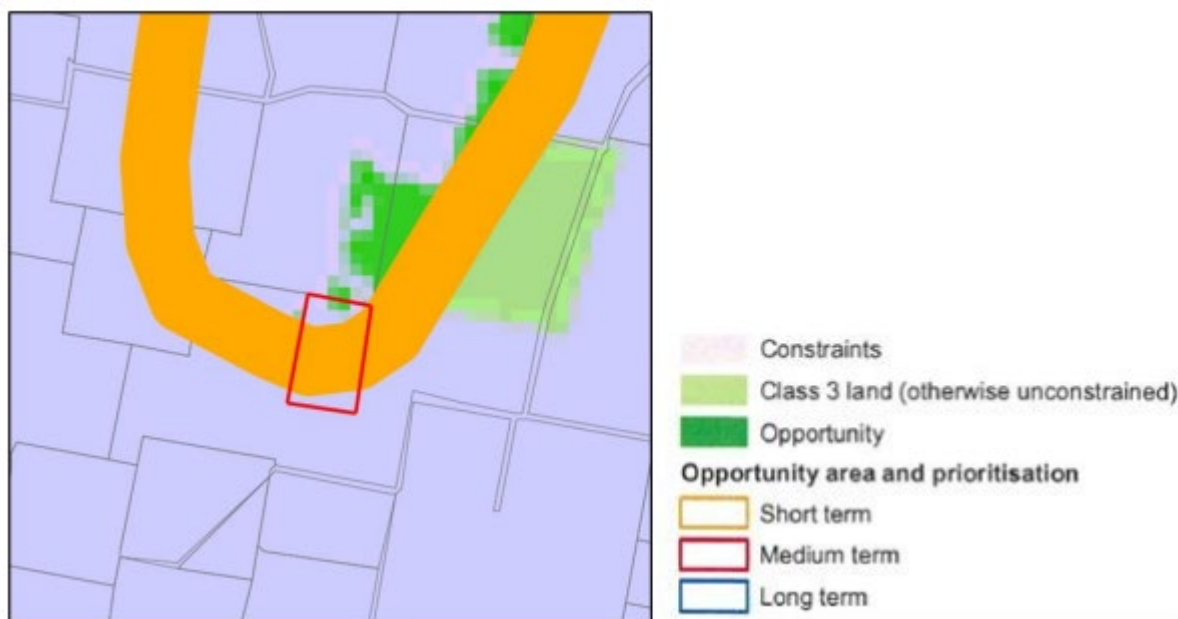 Constraints
Class 3 land (otherwise unconstrained)
Opportunity
Opportunity area and prioritisation
Short term
Medium term
Long term